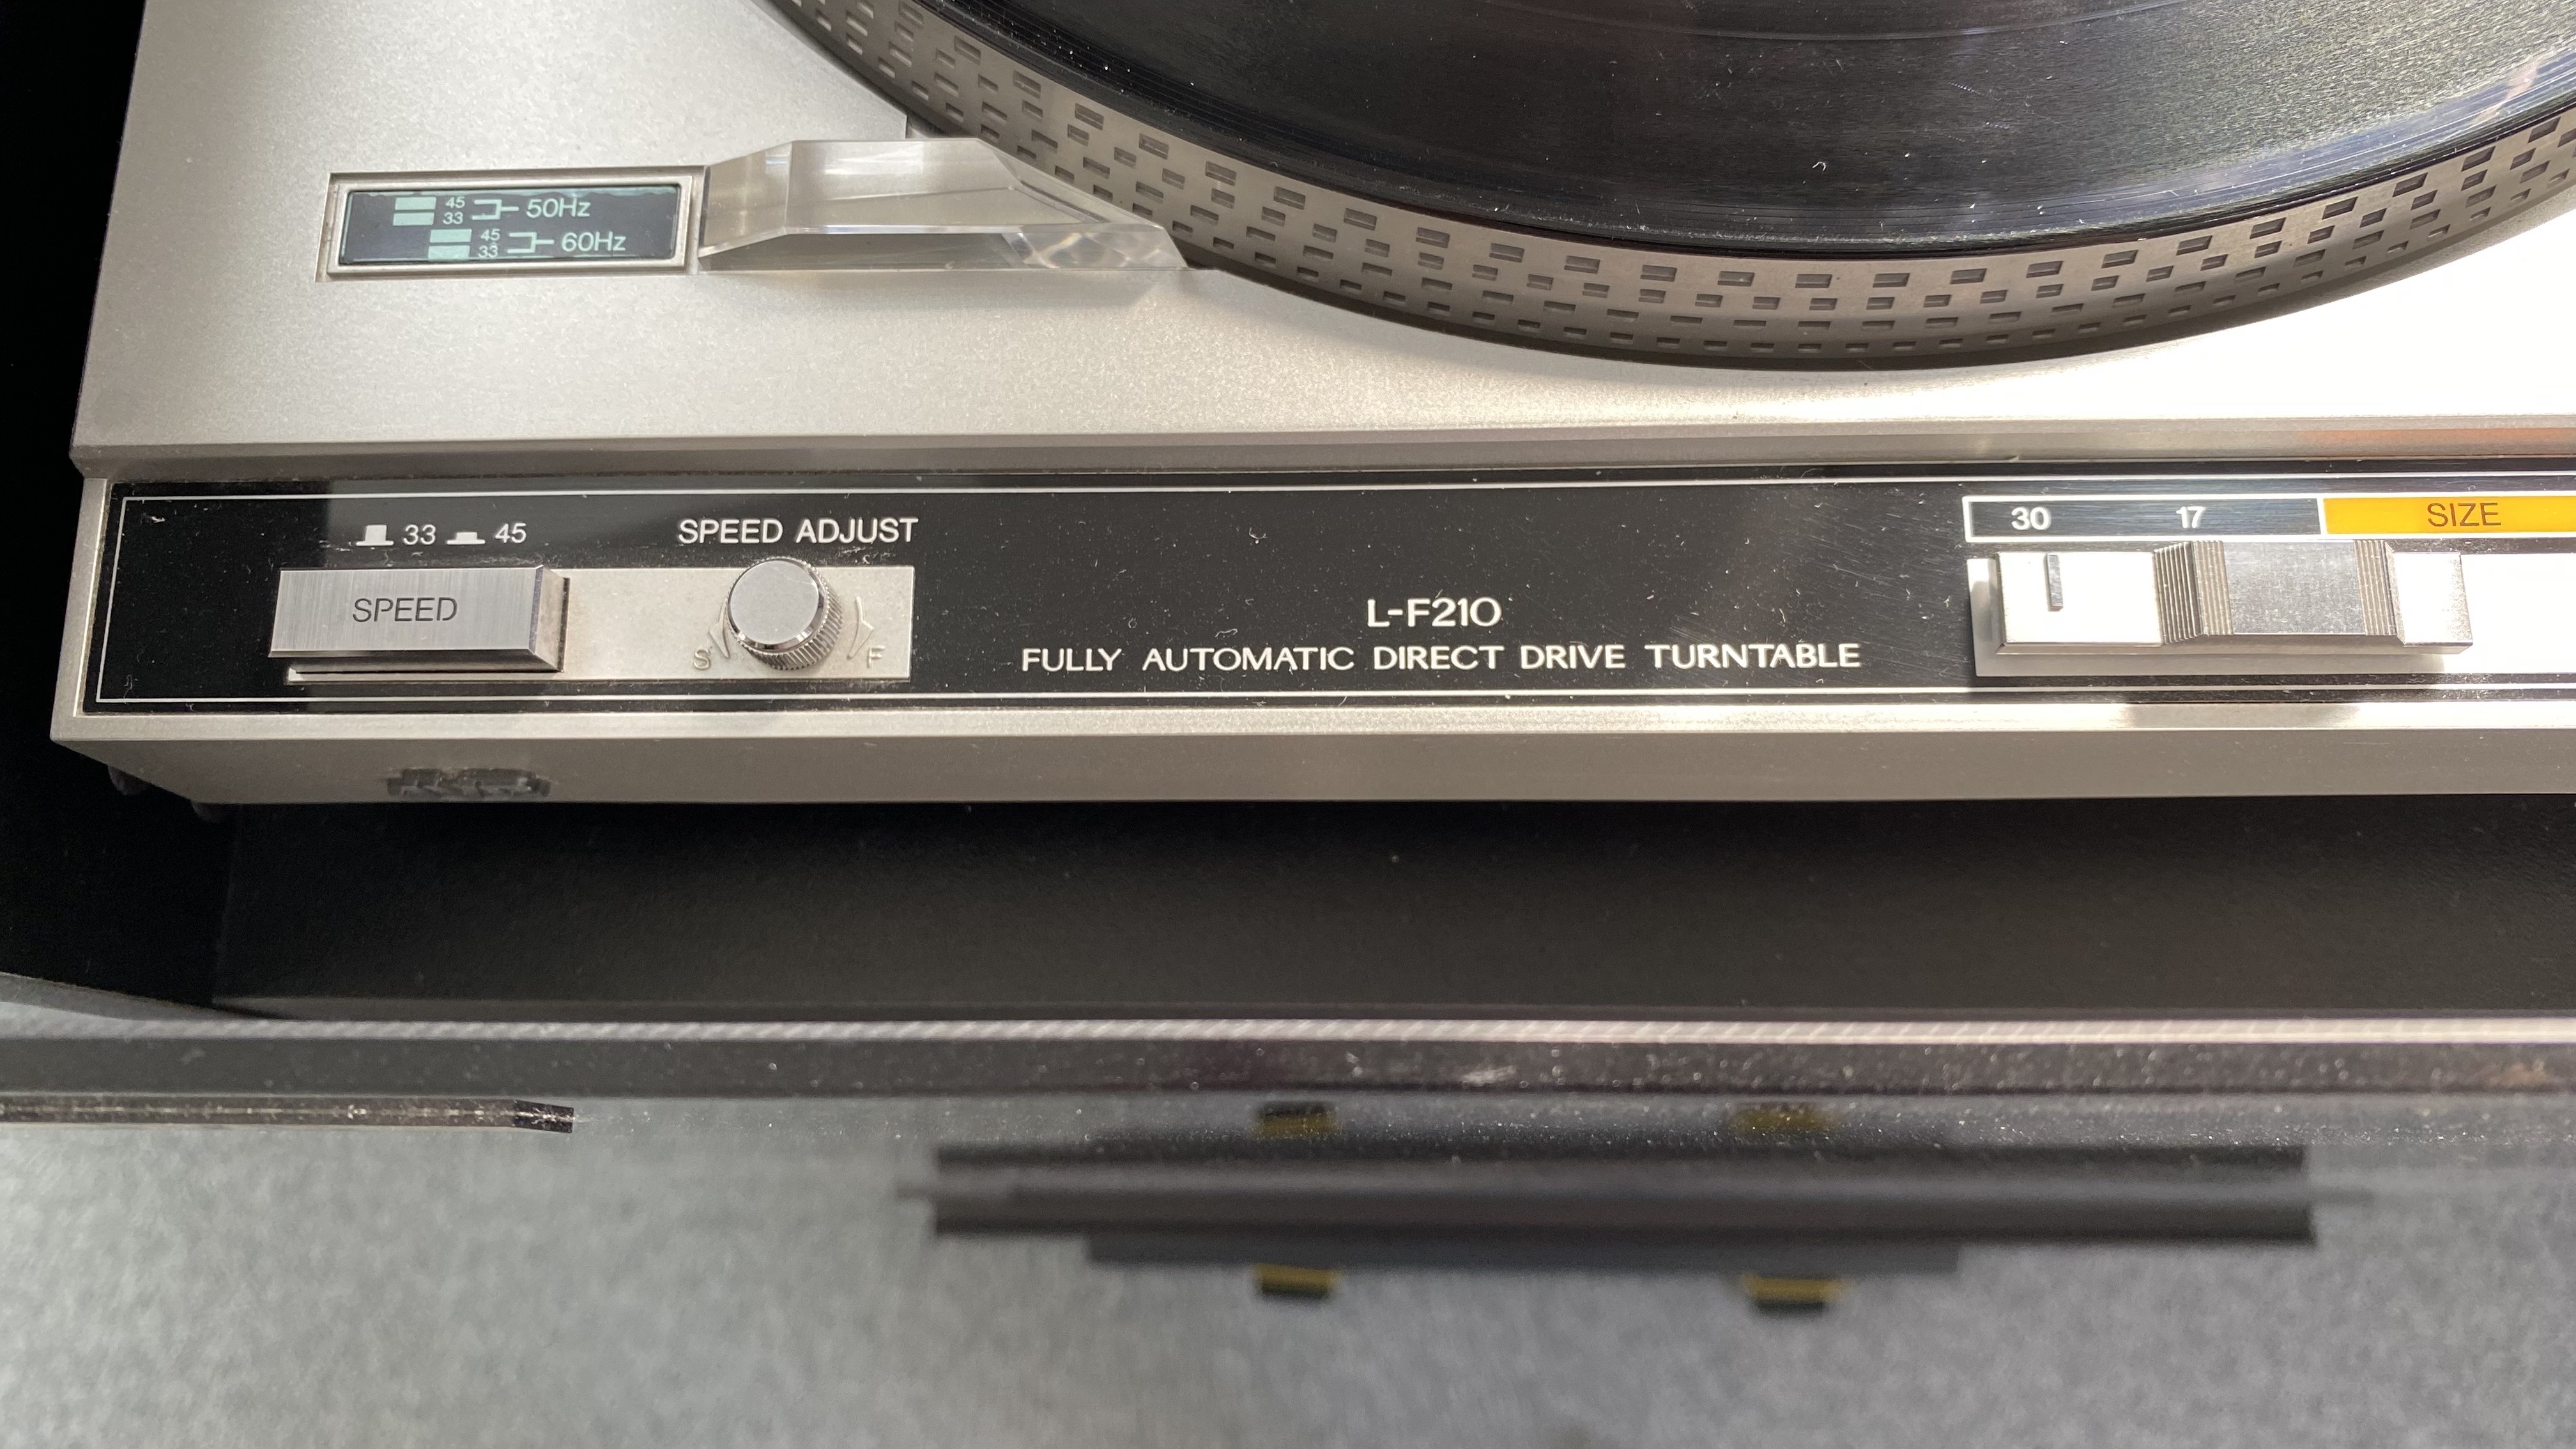 45
33
50Hz
45
33
60Hz
33 45
SPEED ADJUST
30 17
SIZE
SPEED
S F
L-F210
FULLY AUTOMATIC DIRECT DRIVE TURNTABLE